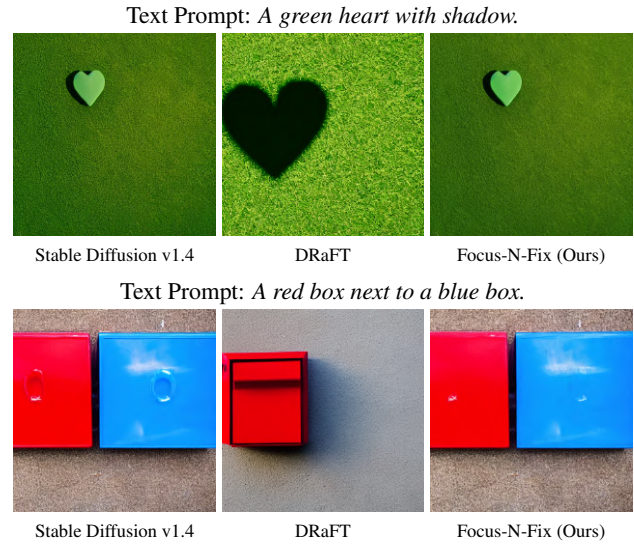 Text Prompt: A green heart with shadow.
Stable Diffusion v1.4 DRaFT Focus-N-Fix (Ours)
Text Prompt: A red box next to a blue box.
Stable Diffusion v1.4 DRaFT Focus-N-Fix (Ours)